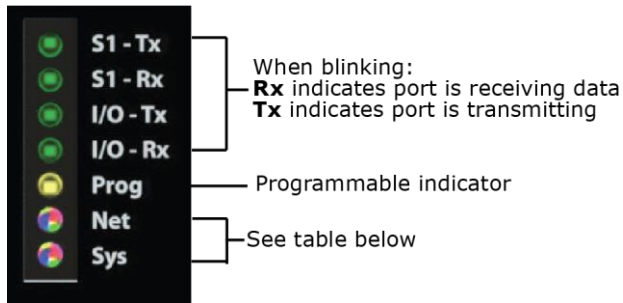 S1 - Tx
S1 - Rx
I/O - Tx
I/O - Rx
Prog
Net
Sys
When blinking:
Rx indicates port is receiving data
Tx indicates port is transmitting
Programmable indicator
See table below